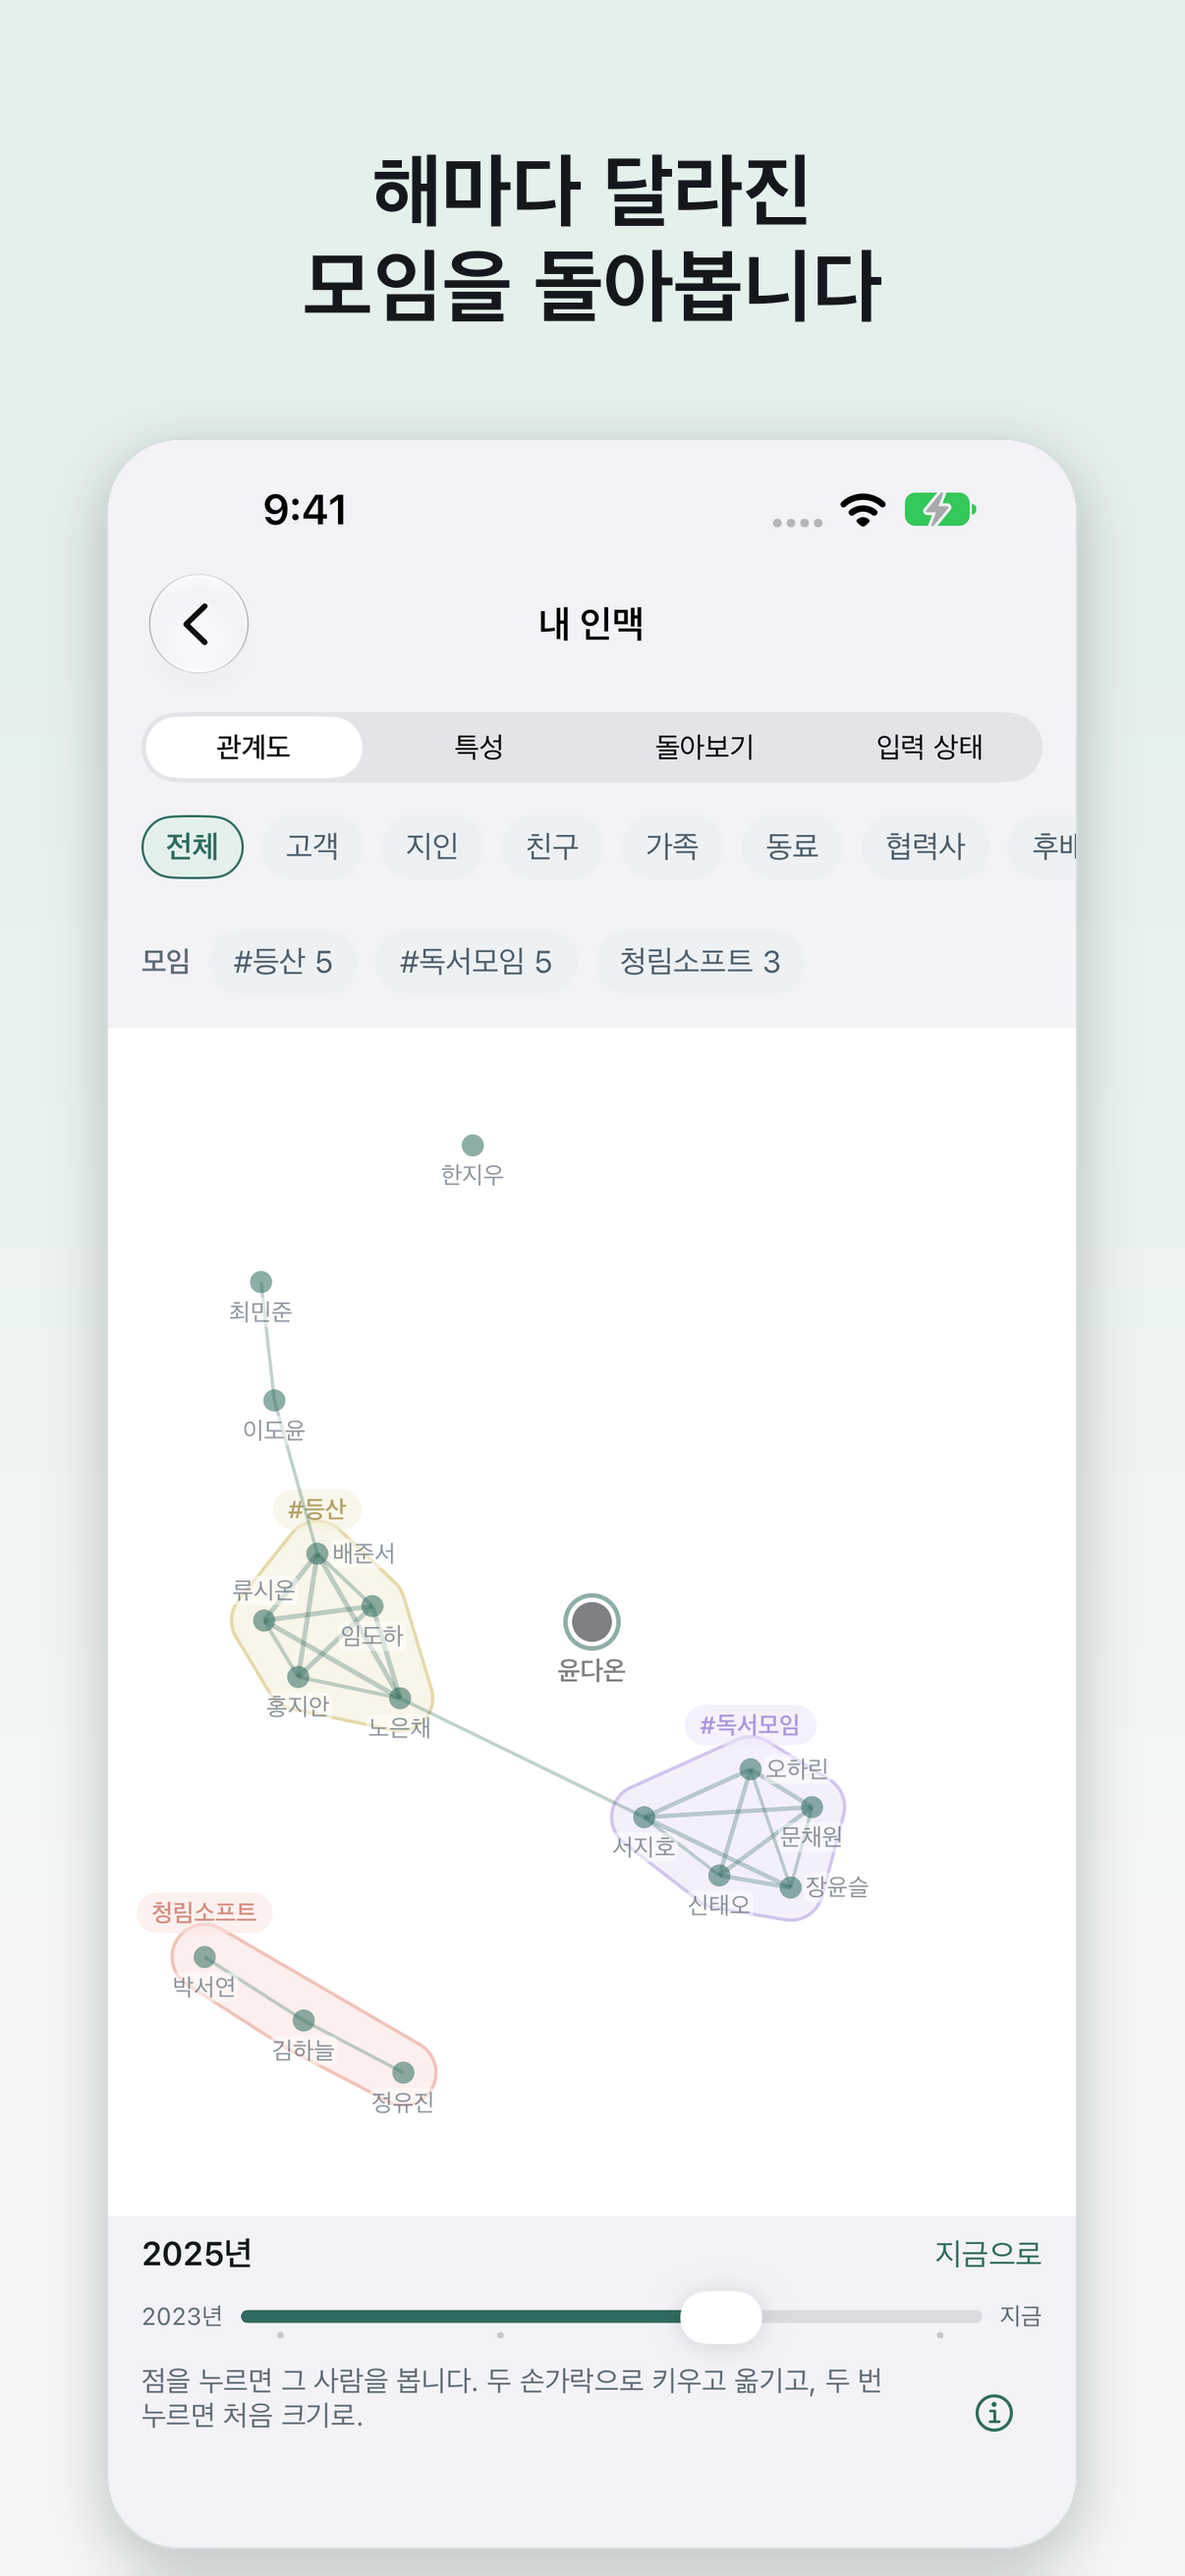 해마다 달라진
모임을 돌아봅니다
9:41
내 인맥
관계도 특성 돌아보기 입력 상태
전체 고객 지인 친구 가족 동료 협력사
모임 #등산 5 #독서모임 5 청림소프트 3
한지우
최민준
이도윤
#등산
배준서
류시온
임도하
윤다온
홍지안
노은채
#독서모임
오하린
문채원
서지호
장윤슬
신태오
청림소프트
박서연
김하늘
정유진
2025년 지금으로
2023년 지금
점을 누르면 그 사람을 봅니다. 두 손가락으로 키우고 옮기고, 두 번
누르면 처음 크기로.